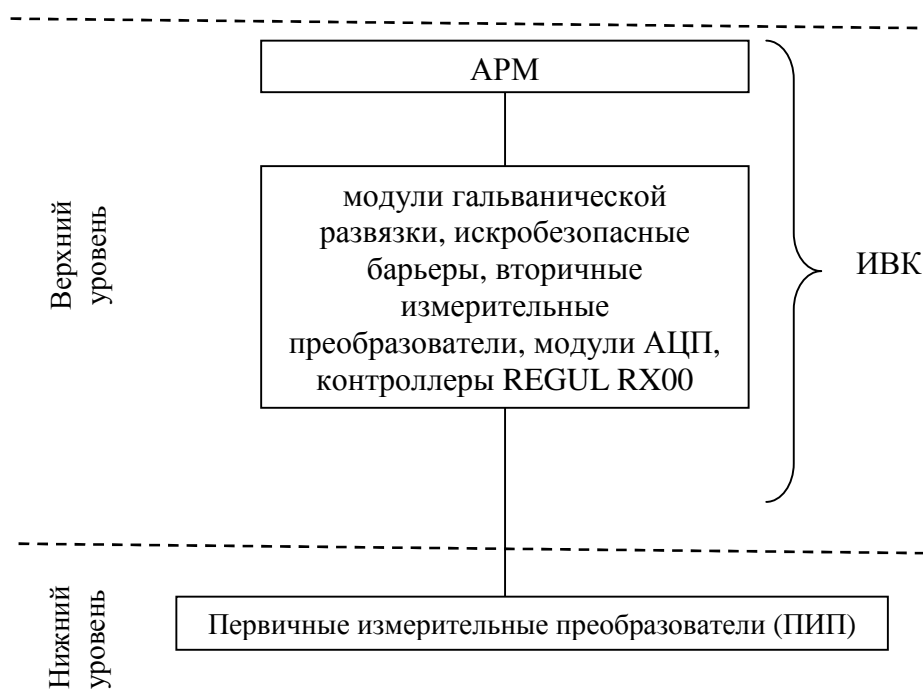 АРМ
Верхний
уровень
модули гальванической
развязки, искробезопасные
барьеры, вторичные
измерительные
преобразователи, модули АЦП,
контроллеры REGUL RX00
ИВК
Нижний
уровень
Первичные измерительные преобразователи (ПИП)